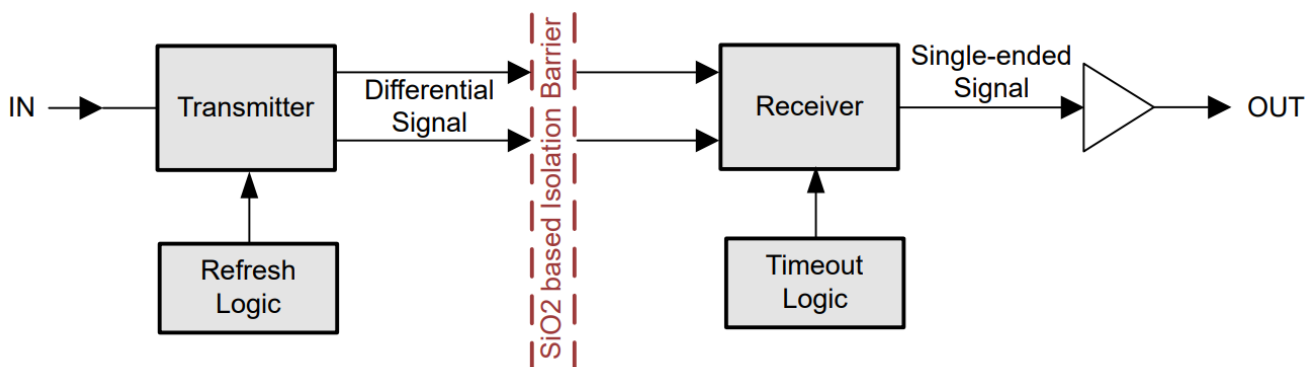 IN
Transmitter
Differential
Signal
SiO2 based Isolation Barrier
Receiver
Single-ended
Signal
OUT
Refresh
Logic
Timeout
Logic